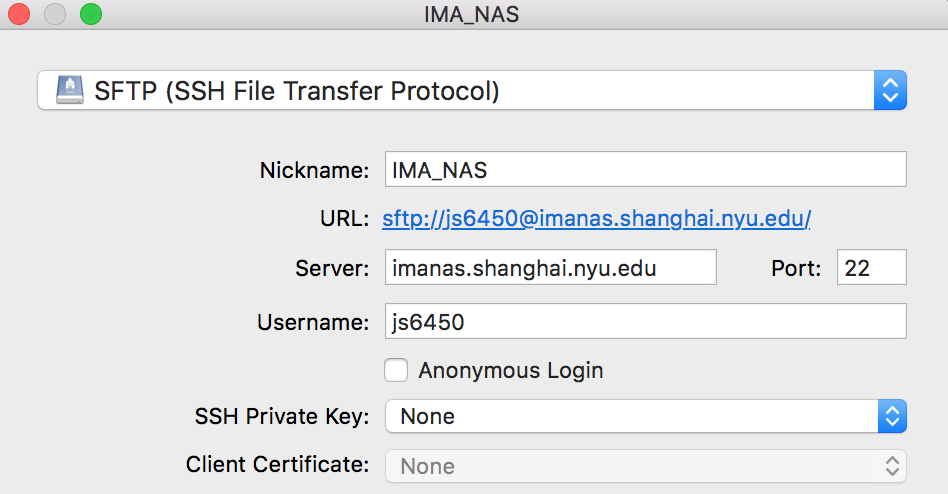 IMA_NAS
SFTP (SSH File Transfer Protocol)
Nickname: IMA_NAS
URL: sftp://js6450@imanas.shanghai.nyu.edu/
Server: imanas.shanghai.nyu.edu Port: 22
Username: js6450
Anonymous Login
SSH Private Key: None
Client Certificate: None